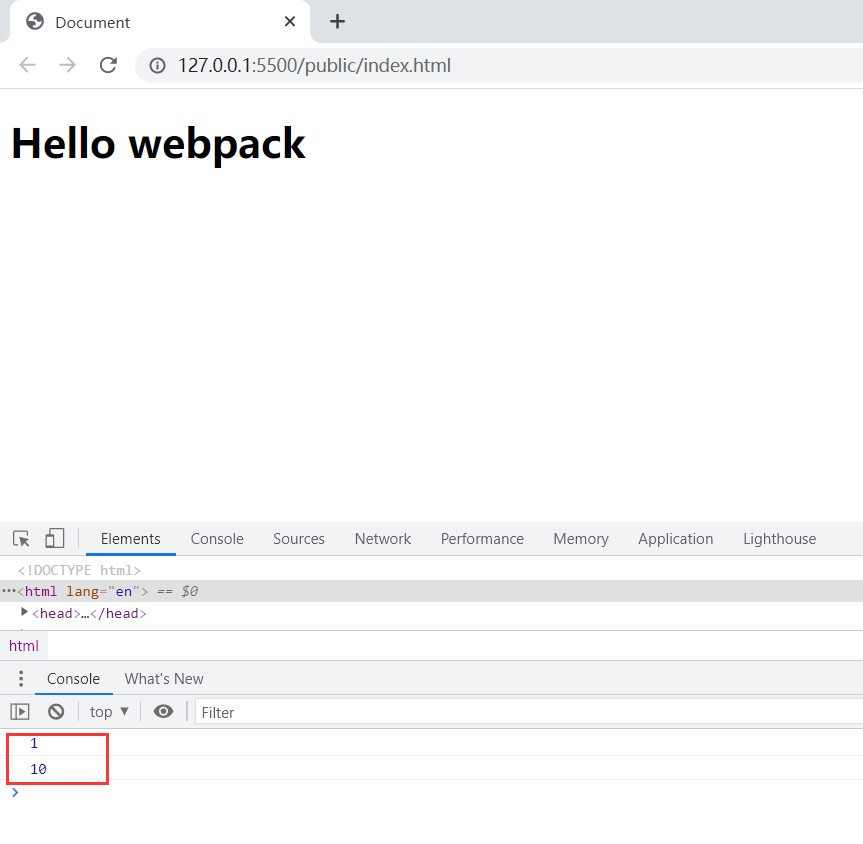 Document
127.0.0.1:5500/public/index.html
Hello webpack
Elements Console Sources Network Performance Memory Application Lighthouse
<!DOCTYPE html>
···<html lang="en"> == $0
▶<head>…</head>
html
Console What's New
top ▼ Filter
1
10
>